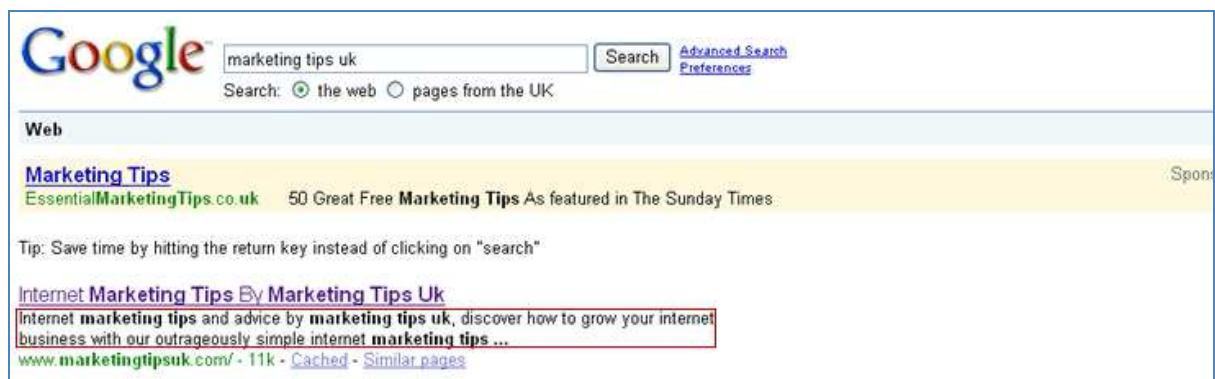 Google
marketing tips uk Search Advanced Search
Preferences
Search: the web pages from the UK
Web
Marketing Tips
EssentialMarketingTips.co.uk 50 Great Free Marketing Tips As featured in The Sunday Times
Spons
Tip: Save time by hitting the return key instead of clicking on "search"
Internet Marketing Tips By Marketing Tips Uk
Internet marketing tips and advice by marketing tips uk, discover how to grow your internet
business with our outrageously simple internet marketing tips ...
www.marketingtipsuk.com/ - 11k - Cached - Similar pages